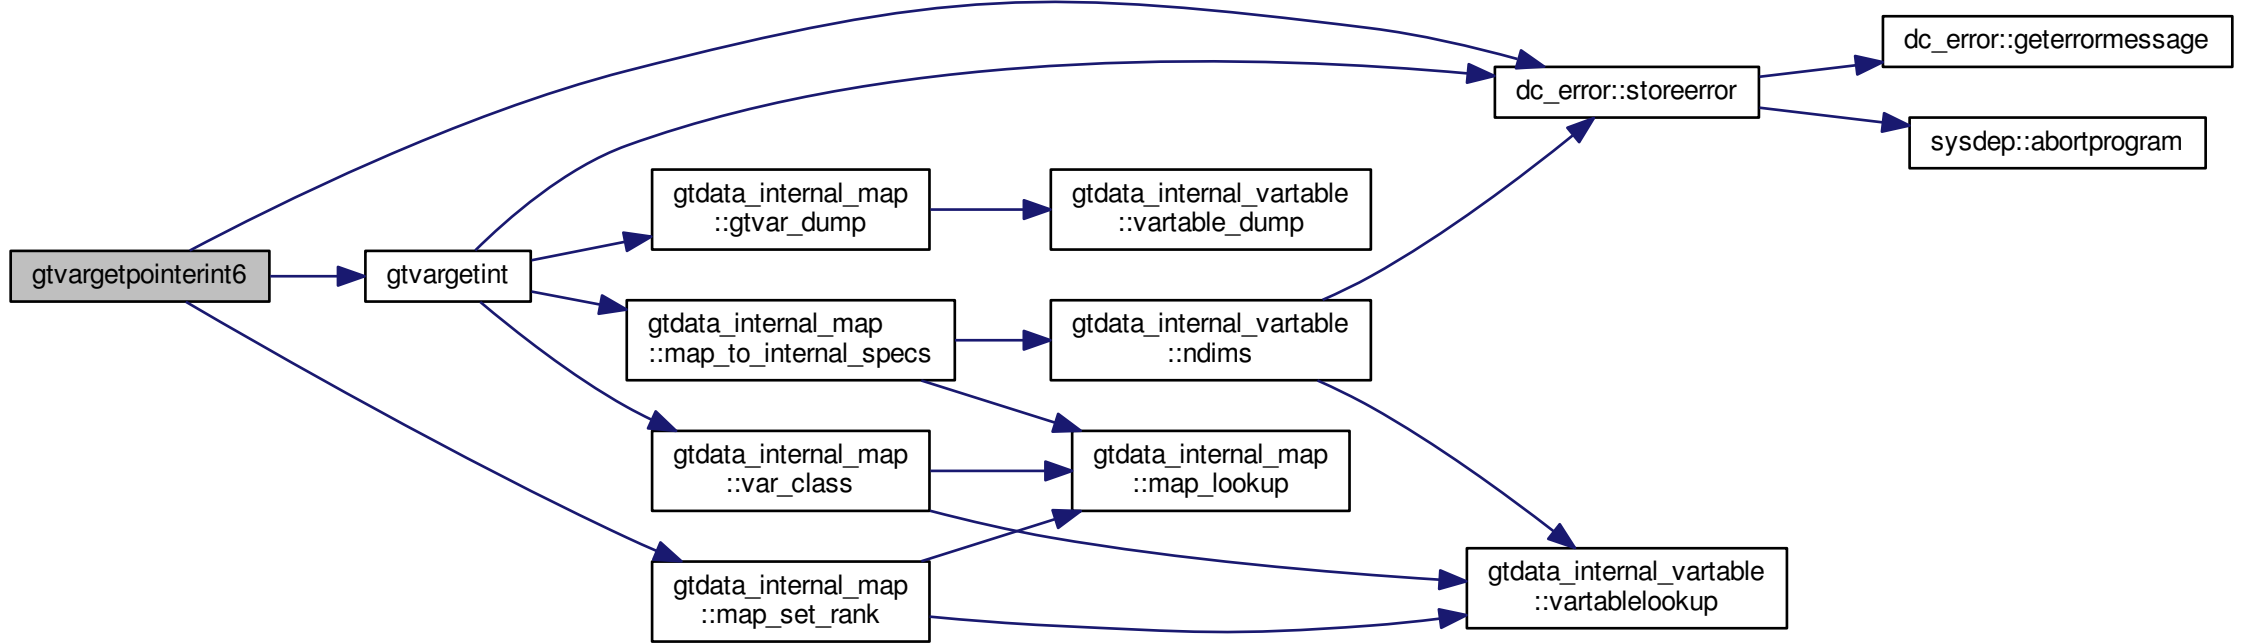 gtvargetpointerint6
gtvargetint
gtdata_internal_map
::gtvar_dump
gtdata_internal_map
::map_to_internal_specs
gtdata_internal_map
::var_class
gtdata_internal_map
::map_set_rank
gtdata_internal_vartable
::vartable_dump
gtdata_internal_vartable
::ndims
gtdata_internal_map
::map_lookup
dc_error::storeerror
gtdata_internal_vartable
::vartablelookup
dc_error::geterrormessage
sysdep::abortprogram